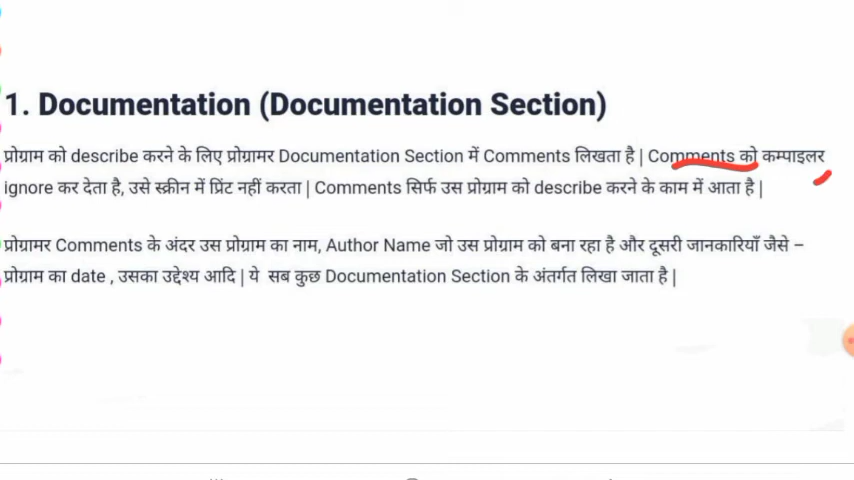 1. Documentation (Documentation Section)
प्रोग्राम को describe करने के लिए प्रोग्रामर Documentation Section में Comments लिखता है | Comments को कम्पाइलर
ignore कर देता है, उसे स्क्रीन में प्रिंट नहीं करता | Comments सिर्फ उस प्रोग्राम को describe करने के काम में आता है |
प्रोग्रामर Comments के अंदर उस प्रोग्राम का नाम, Author Name जो उस प्रोग्राम को बना रहा है और दूसरी जानकारियाँ जैसे –
प्रोग्राम का date , उसका उद्देश्य आदि | ये सब कुछ Documentation Section के अंतर्गत लिखा जाता है |